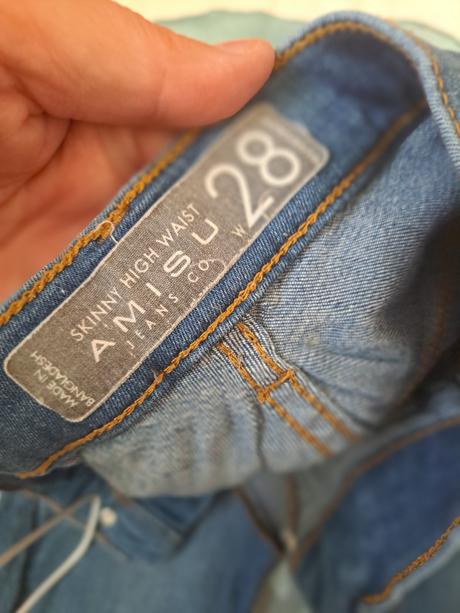 SKINNY HIGH WAIST
AMISU
JEANS CO.
W 28
MADE IN
BANGLADESH